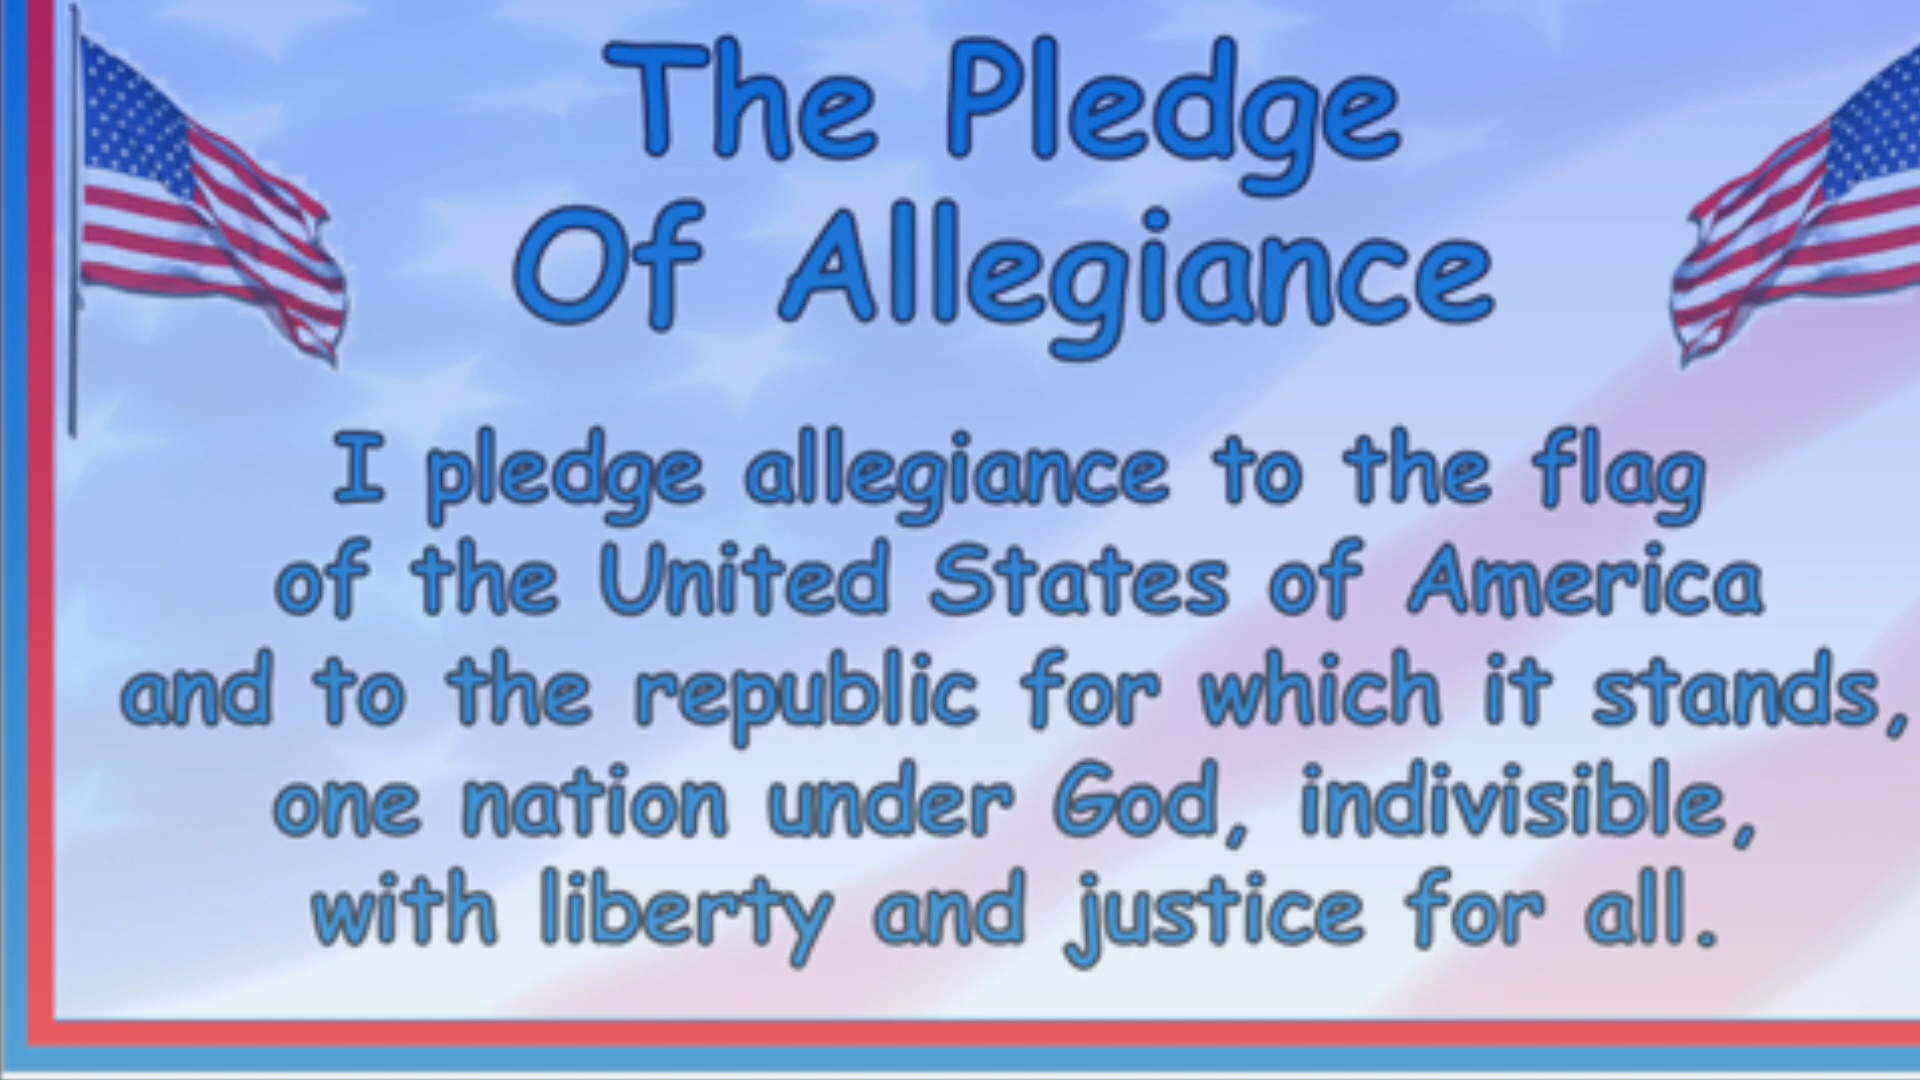 The Pledge
Of Allegiance
I pledge allegiance to the flag
of the United States of America
and to the republic for which it stands,
one nation under God, indivisible,
with liberty and justice for all.